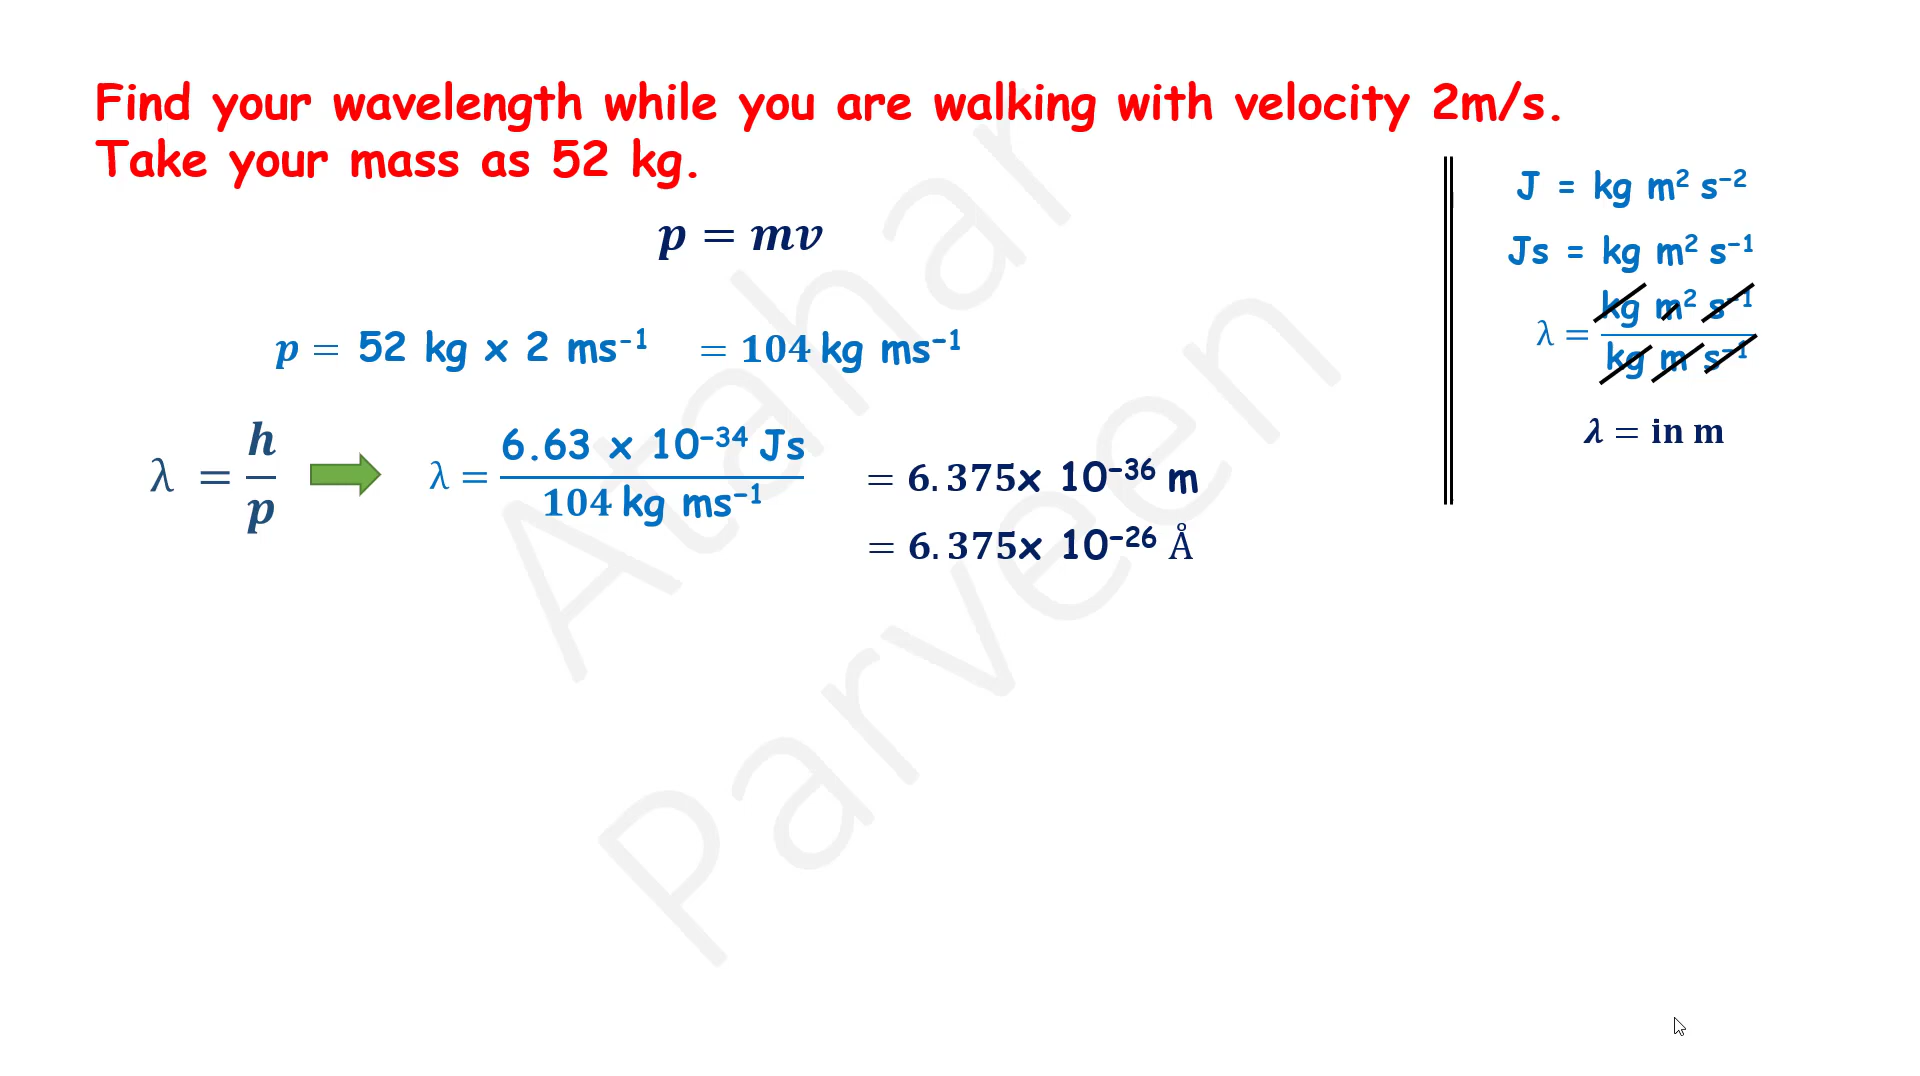 Find your wavelength while you are walking with velocity 2m/s.
Take your mass as 52 kg.
p = mv
p = 52 kg x 2 ms⁻¹ = 104 kg ms⁻¹
λ = h/p
λ = 6.63 x 10⁻³⁴ Js / 104 kg ms⁻¹
= 6.375x 10⁻³⁶ m
= 6.375x 10⁻²⁶ Å
J = kg m² s⁻²
Js = kg m² s⁻¹
λ = kg m² s⁻¹ / kg m s⁻¹
λ = in m
Atahar
Parveen